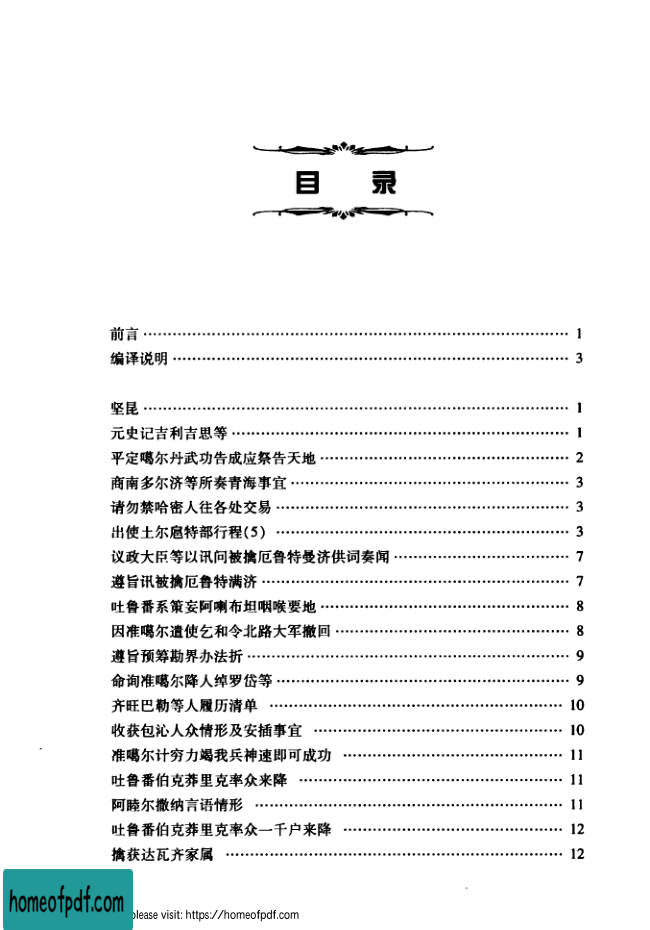 目 录
前言 ………………………………………………………… 1
编译说明 ………………………………………………………… 3
坚昆 ………………………………………………………… 1
元史记吉利吉思等 ………………………………………………………… 1
平定噶尔丹武功告成应祭告天地 ………………………………………………………… 2
商南多尔济等所奏青海事宜 ………………………………………………………… 3
请勿禁哈密人往各处交易 ………………………………………………………… 3
出使土尔扈特部行程(5) ………………………………………………………… 3
议政大臣等以讯问被擒厄鲁特曼济供词奏闻 ………………………………………………………… 7
遵旨讯被擒厄鲁特满济 ………………………………………………………… 7
吐鲁番系策妄阿喇布坦咽喉要地 ………………………………………………………… 8
因准噶尔遣使乞和令北路大军撤回 ………………………………………………………… 8
遵旨预筹勘界办法折 ………………………………………………………… 9
命询准噶尔降人绰罗岱等 ………………………………………………………… 9
齐旺巴勒等人履历清单 ………………………………………………………… 10
收获包沁人众情形及安插事宜 ………………………………………………………… 10
准噶尔计穷力竭我兵神速即可成功 ………………………………………………………… 11
吐鲁番伯克莽里克率众来降 ………………………………………………………… 11
阿睦尔撒纳言语情形 ………………………………………………………… 11
吐鲁番伯克莽里克率众一千户来降 ………………………………………………………… 12
擒获达瓦齐家属 ………………………………………………………… 12
homeofpdf.com
please visit: https://homeofpdf.com